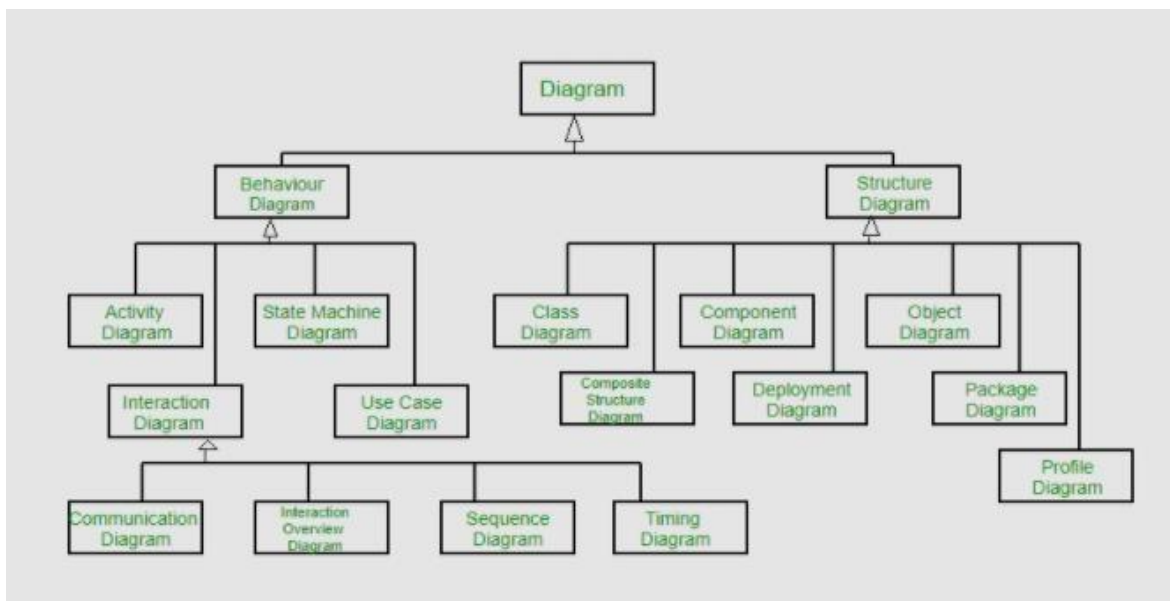 Diagram
Behaviour
Diagram
Structure
Diagram
Activity
Diagram
State Machine
Diagram
Class
Diagram
Component
Diagram
Object
Diagram
Interaction
Diagram
Use Case
Diagram
Composite
Structure
Diagram
Deployment
Diagram
Package
Diagram
Profile
Diagram
Communication
Diagram
Interaction
Overview
Diagram
Sequence
Diagram
Timing
Diagram